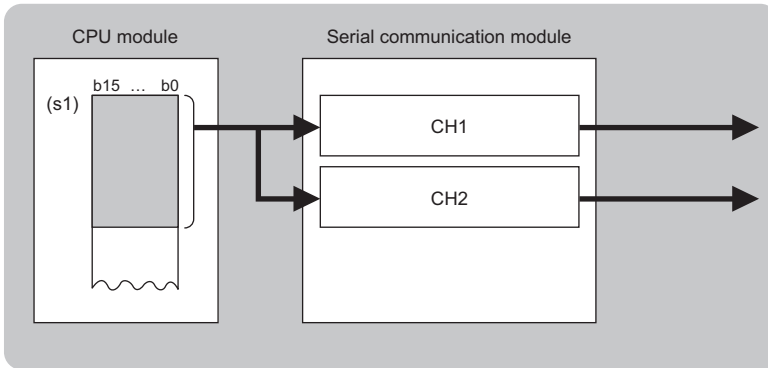 CPU module
Serial communication module
b15 … b0
(s1)
CH1
CH2